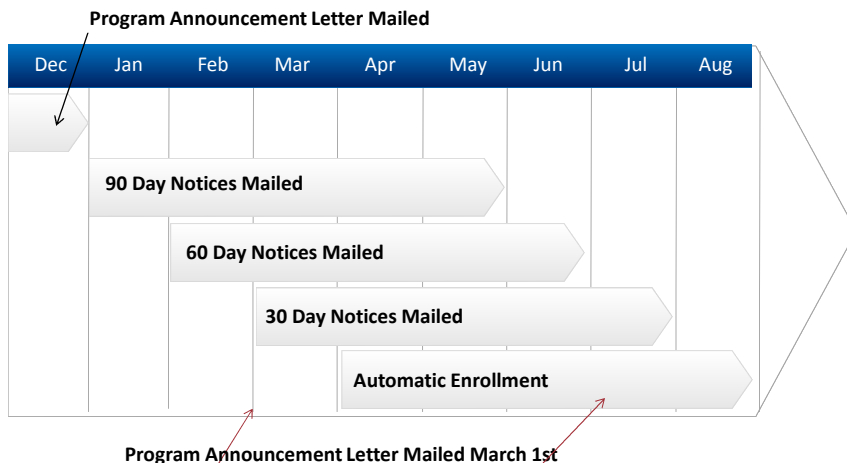 Program Announcement Letter Mailed
Dec Jan Feb Mar Apr May Jun Jul Aug
90 Day Notices Mailed
60 Day Notices Mailed
30 Day Notices Mailed
Automatic Enrollment
Program Announcement Letter Mailed March 1st